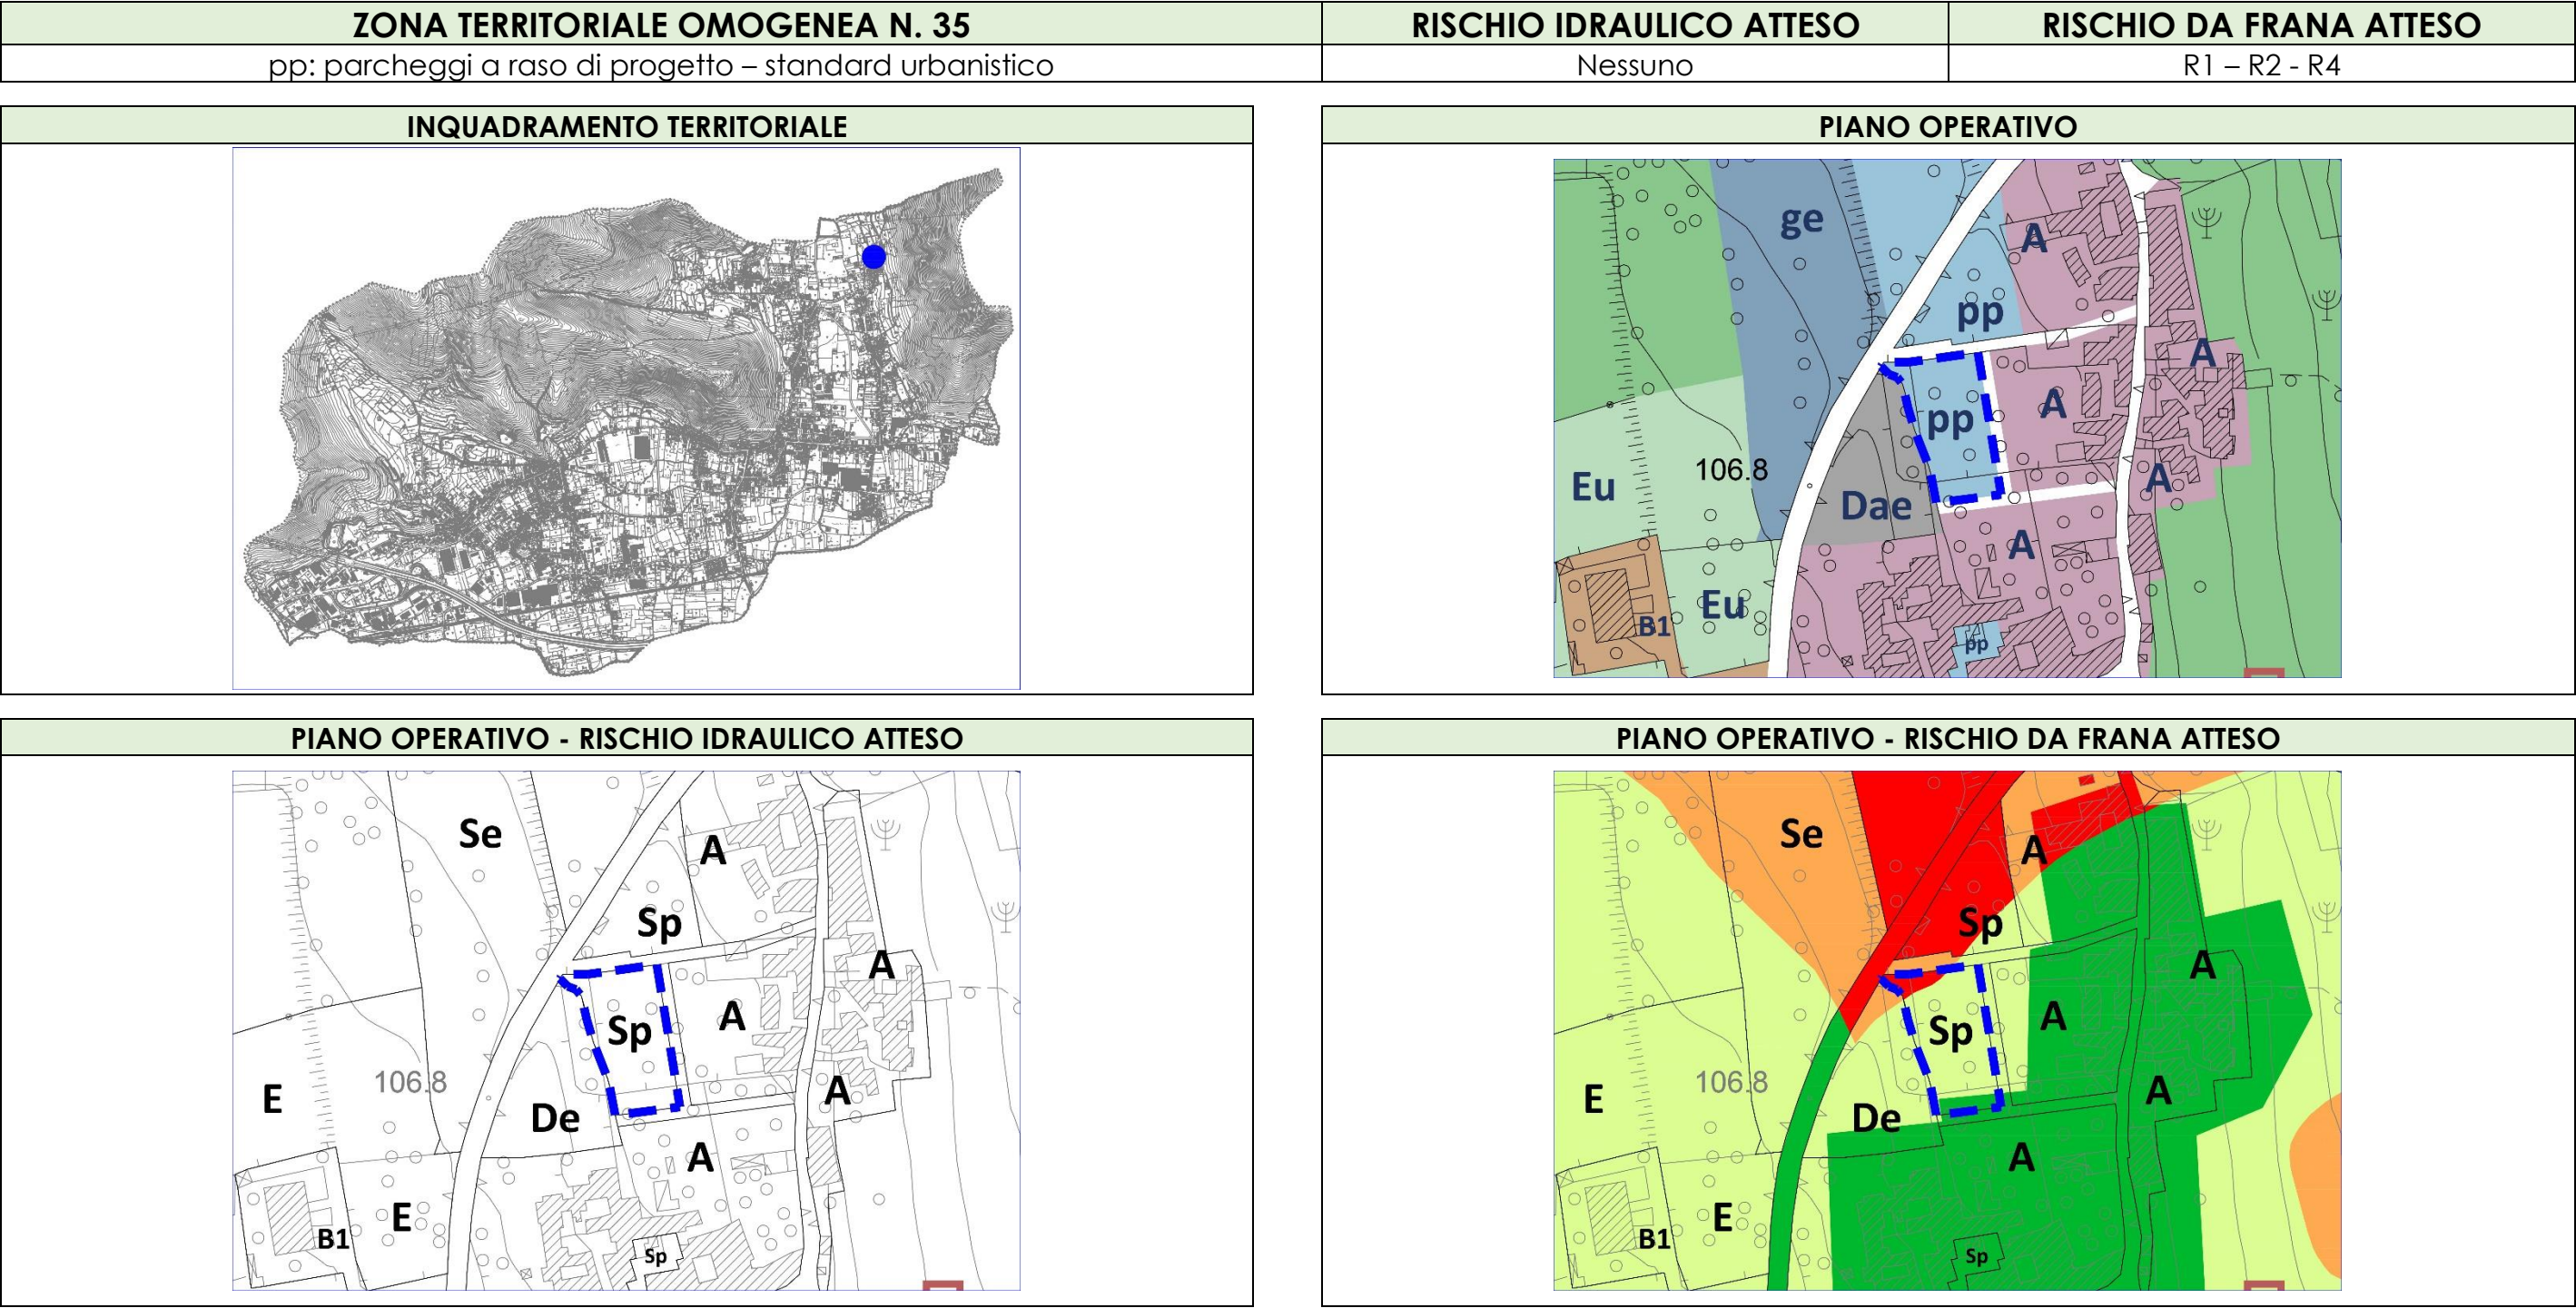 ZONA TERRITORIALE OMOGENEA N. 35
RISCHIO IDRAULICO ATTESO
RISCHIO DA FRANA ATTESO
pp: parcheggi a raso di progetto – standard urbanistico
Nessuno
R1 – R2 - R4
INQUADRAMENTO TERRITORIALE
PIANO OPERATIVO
ge
A
pp
A
pp
A
106.8
Eu
A
Dae
A
Eu
B1
pp
PIANO OPERATIVO - RISCHIO IDRAULICO ATTESO
PIANO OPERATIVO - RISCHIO DA FRANA ATTESO
Se
A
Sp
A
Sp
A
106.8
E
A
De
A
E
B1
Sp
Se
A
Sp
A
Sp
A
106.8
E
A
De
A
E
B1
Sp